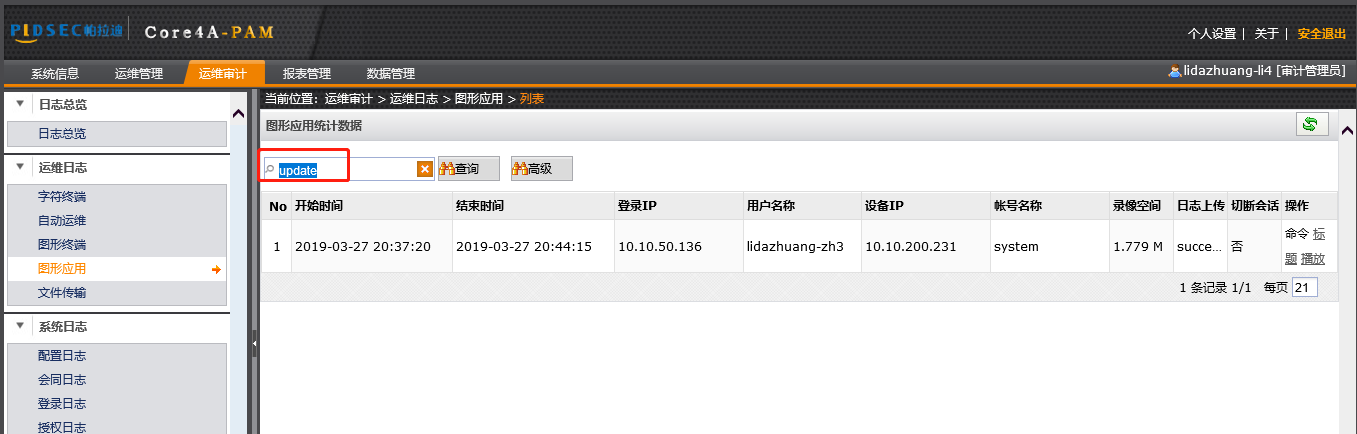 PLDSEC帕拉迪 Core4A-PAM
个人设置 | 关于 | 安全退出
系统信息 运维管理 运维审计 报表管理 数据管理
lidazhuang-li4 [审计管理员]
日志总览
日志总览
运维日志
字符终端
自动运维
图形终端
图形应用
文件传输
系统日志
配置日志
会同日志
登录日志
授权日志
当前位置：运维审计 > 运维日志 > 图形应用 > 列表
图形应用统计数据
update 查询 高级
No 开始时间 结束时间 登录IP 用户名称 设备IP 帐号名称 录像空间 日志上传 切断会话 操作
1 2019-03-27 20:37:20 2019-03-27 20:44:15 10.10.50.136 lidazhuang-zh3 10.10.200.231 system 1.779 M succe... 否 命令 标
题 播放
1 条记录 1/1 每页 21